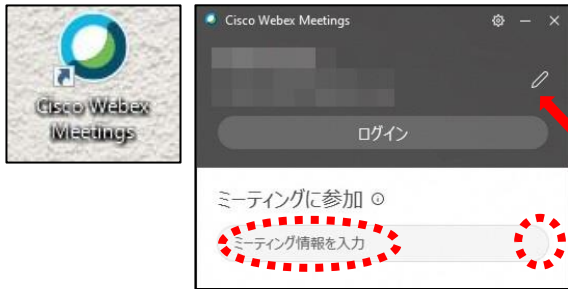 Cisco Webex
Meetings
Cisco Webex Meetings
ログイン
ミーティングに参加
ミーティング情報を入力